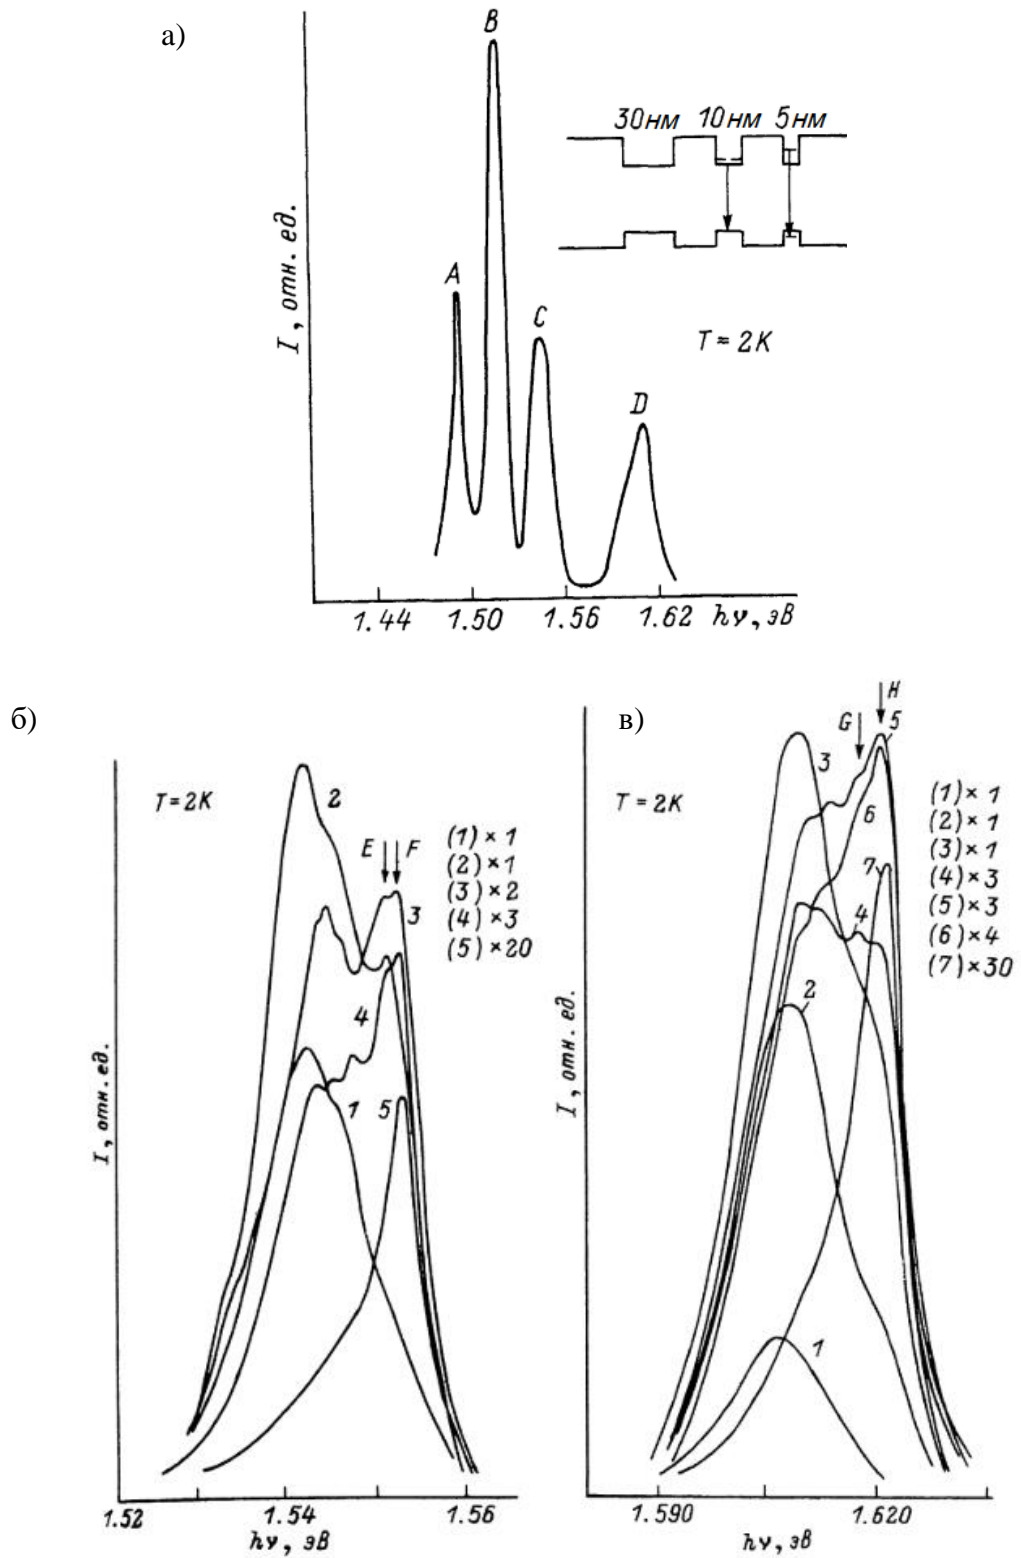 а)
B
30нм 10нм 5нм
A
C
D
I, отн. ед.
T = 2K
1.44 1.50 1.56 1.62 hν, эВ
б)
T = 2K
2
E F
3
4
1
5
(1) × 1
(2) × 1
(3) × 2
(4) × 3
(5) × 20
I, отн. ед.
1.52 1.54 1.56
hν, эВ
в)
H
G
5
3
6
T = 2K
7
4
2
1
(1) × 1
(2) × 1
(3) × 1
(4) × 3
(5) × 3
(6) × 4
(7) × 30
I, отн. ед.
1.590 1.620
hν, эВ